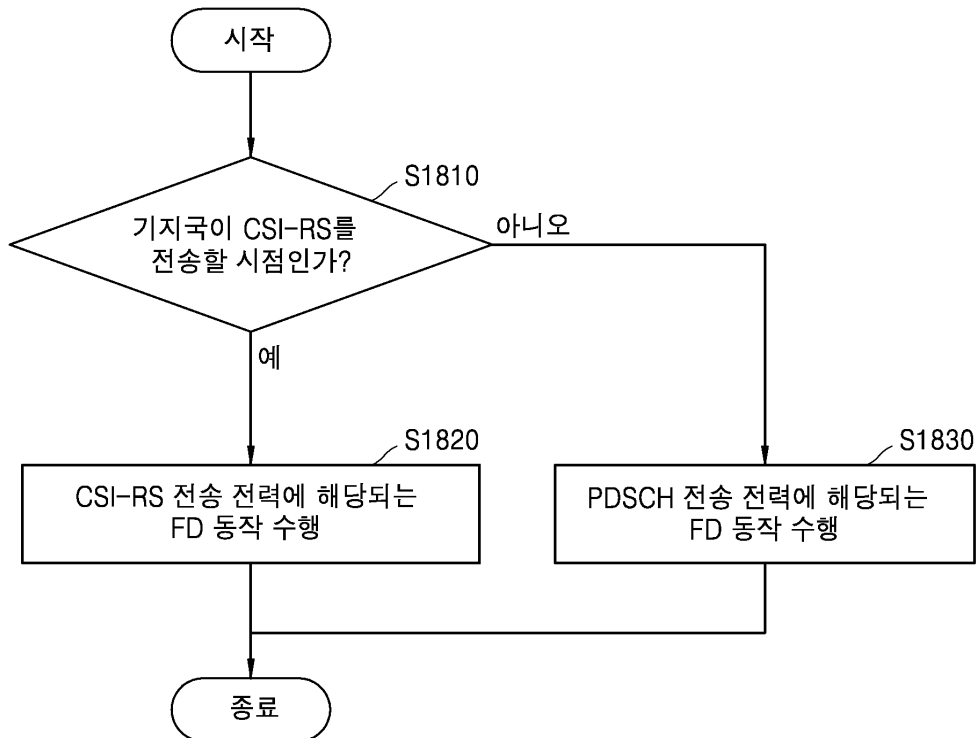 시작
S1810
기지국이 CSI-RS를
전송할 시점인가?
아니오
예
S1820
CSI-RS 전송 전력에 해당되는
FD 동작 수행
S1830
PDSCH 전송 전력에 해당되는
FD 동작 수행
종료